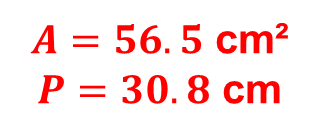 A = 56.5 cm²
P = 30.8 cm